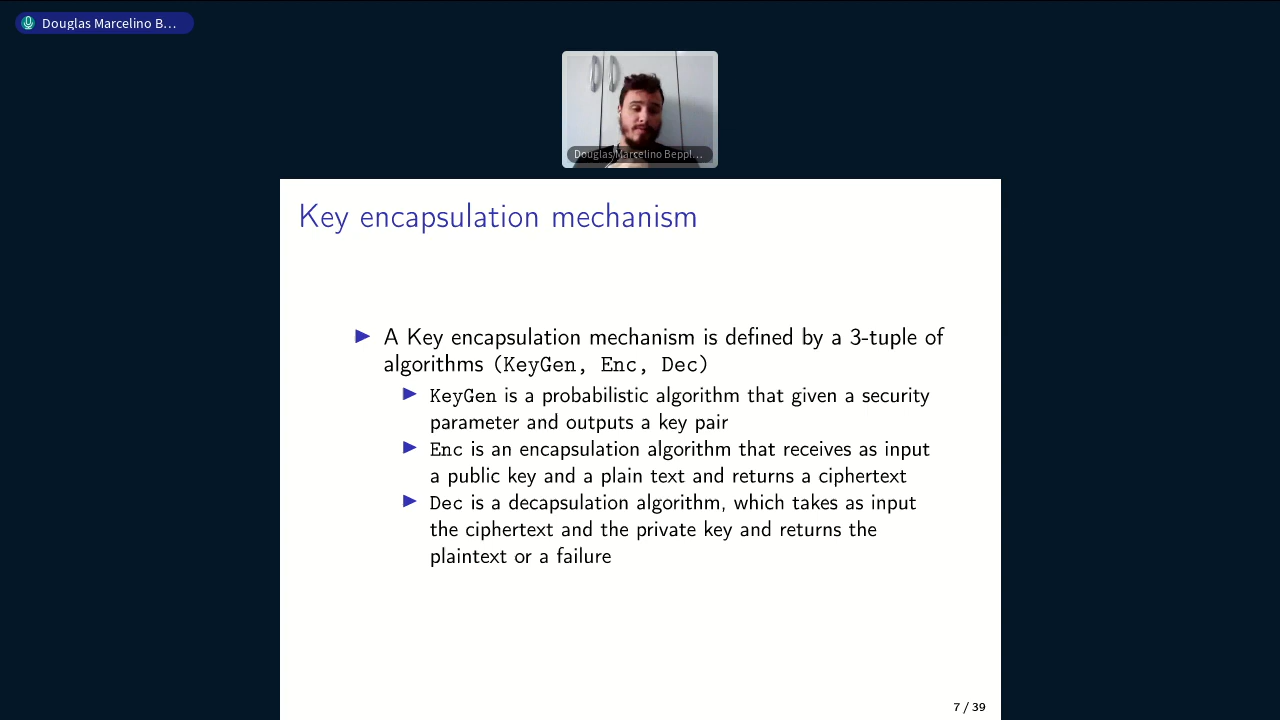 Douglas Marcelino B...
Douglas Marcelino Beppl...
Key encapsulation mechanism
A Key encapsulation mechanism is defined by a 3-tuple of
algorithms (KeyGen, Enc, Dec)
KeyGen is a probabilistic algorithm that given a security
parameter and outputs a key pair
Enc is an encapsulation algorithm that receives as input
a public key and a plain text and returns a ciphertext
Dec is a decapsulation algorithm, which takes as input
the ciphertext and the private key and returns the
plaintext or a failure
7 / 39